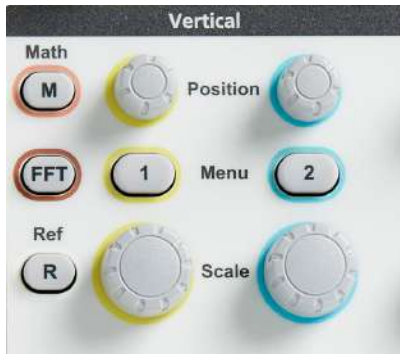 Vertical
Math
M
Position
FFT
1
Menu
2
Ref
R
Scale